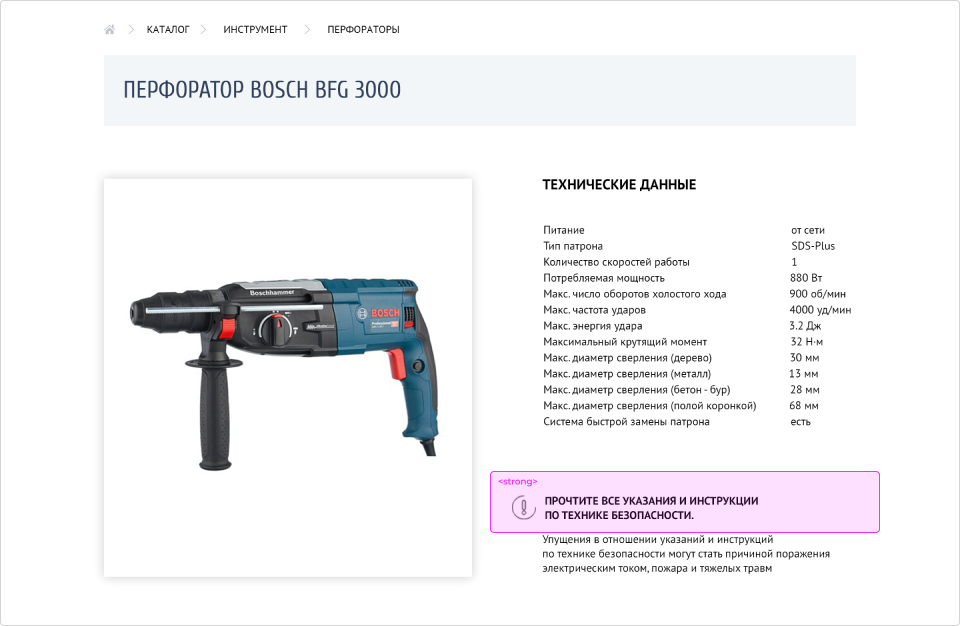 КАТАЛОГ ИНСТРУМЕНТ ПЕРФОРАТОРЫ
ПЕРФОРАТОР BOSCH BFG 3000
Boschhammer
BOSCH
Professional
ТЕХНИЧЕСКИЕ ДАННЫЕ
Питание от сети
Тип патрона SDS-Plus
Количество скоростей работы 1
Потребляемая мощность 880 Вт
Макс. число оборотов холостого хода 900 об/мин
Макс. частота ударов 4000 уд/мин
Макс. энергия удара 3.2 Дж
Максимальный крутящий момент 32 Н·м
Макс. диаметр сверления (дерево) 30 мм
Макс. диаметр сверления (металл) 13 мм
Макс. диаметр сверления (бетон - бур) 28 мм
Макс. диаметр сверления (полой коронкой) 68 мм
Система быстрой замены патрона есть
<strong>
ПРОЧТИТЕ ВСЕ УКАЗАНИЯ И ИНСТРУКЦИИ
ПО ТЕХНИКЕ БЕЗОПАСНОСТИ.
Упущения в отношении указаний и инструкций
по технике безопасности могут стать причиной поражения
электрическим током, пожара и тяжелых травм